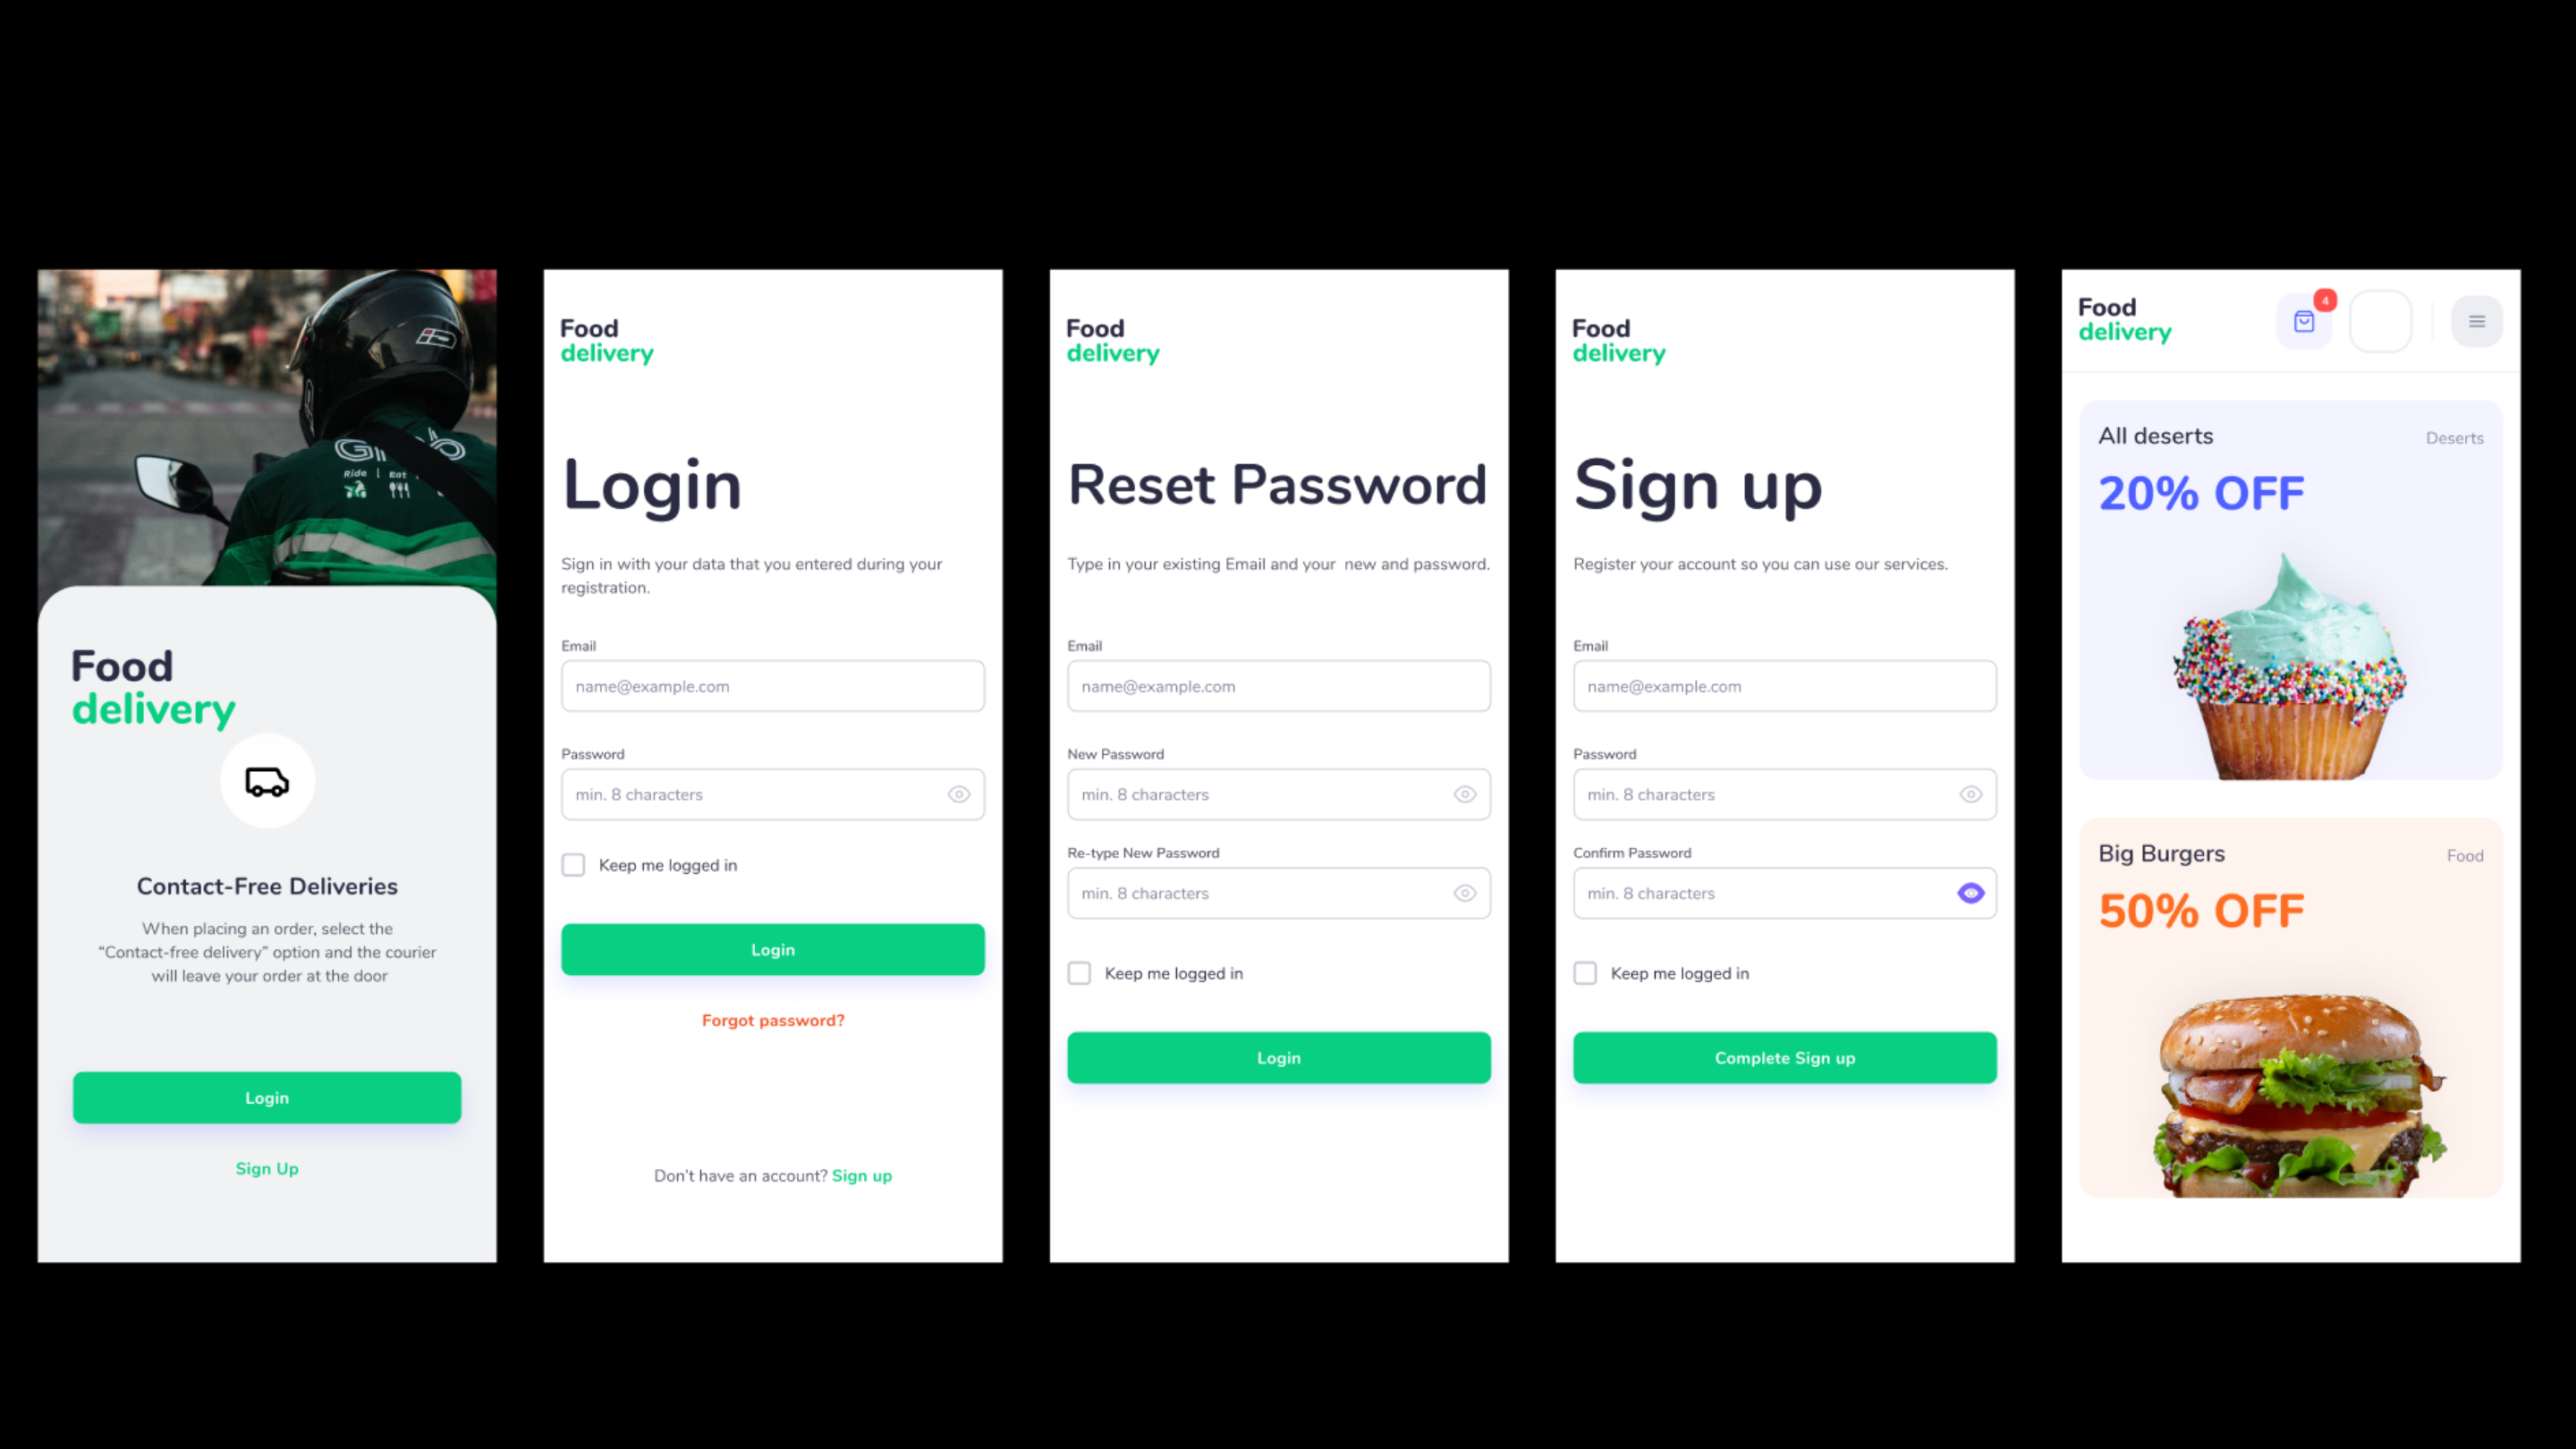 Grab
Ride | Eat
Food
delivery
Contact-Free Deliveries
When placing an order, select the
“Contact-free delivery” option and the courier
will leave your order at the door
Login
Sign Up
Food
delivery
Login
Sign in with your data that you entered during your
registration.
Email
name@example.com
Password
min. 8 characters
Keep me logged in
Login
Forgot password?
Don't have an account? Sign up
Food
delivery
Reset Password
Type in your existing Email and your  new and password.
Email
name@example.com
New Password
min. 8 characters
Re-type New Password
min. 8 characters
Keep me logged in
Login
Food
delivery
Sign up
Register your account so you can use our services.
Email
name@example.com
Password
min. 8 characters
Confirm Password
min. 8 characters
Keep me logged in
Complete Sign up
Food
delivery
4
All deserts
Deserts
20% OFF
Big Burgers
Food
50% OFF